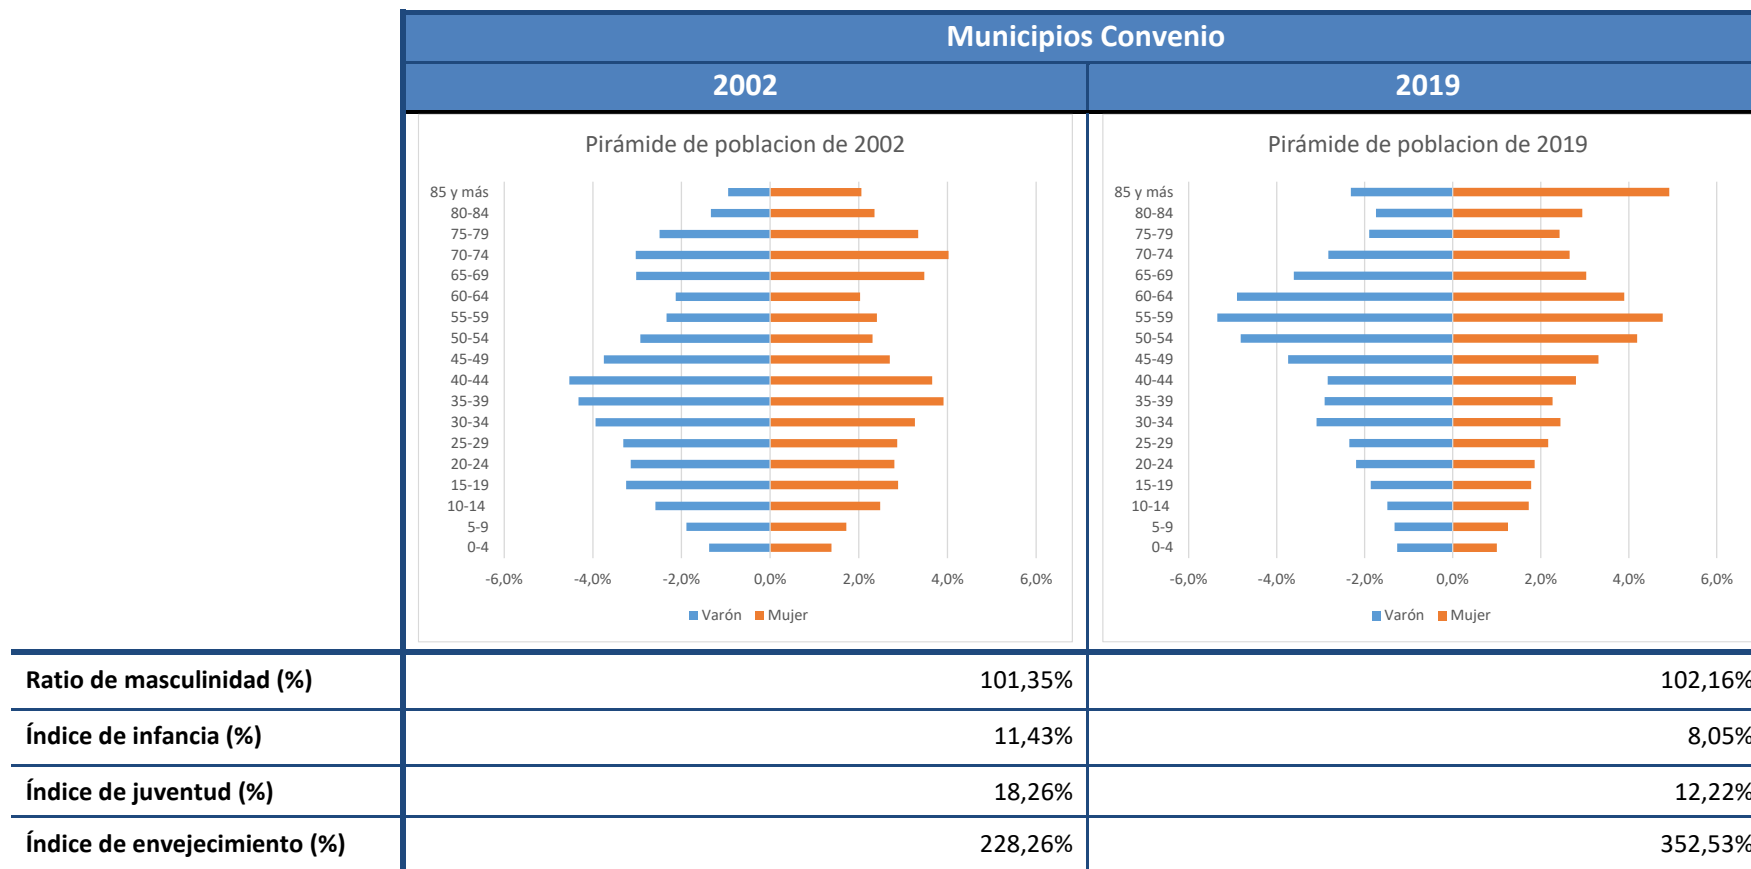 Municipios Convenio
2002 2019
Pirámide de poblacion de 2002
85 y más
80-84
75-79
70-74
65-69
60-64
55-59
50-54
45-49
40-44
35-39
30-34
25-29
20-24
15-19
10-14
5-9
0-4
-6,0% -4,0% -2,0% 0,0% 2,0% 4,0% 6,0%
Varón Mujer
Pirámide de poblacion de 2019
85 y más
80-84
75-79
70-74
65-69
60-64
55-59
50-54
45-49
40-44
35-39
30-34
25-29
20-24
15-19
10-14
5-9
0-4
-6,0% -4,0% -2,0% 0,0% 2,0% 4,0% 6,0%
Varón Mujer
Ratio de masculinidad (%) 101,35% 102,16%
Índice de infancia (%) 11,43% 8,05%
Índice de juventud (%) 18,26% 12,22%
Índice de envejecimiento (%) 228,26% 352,53%